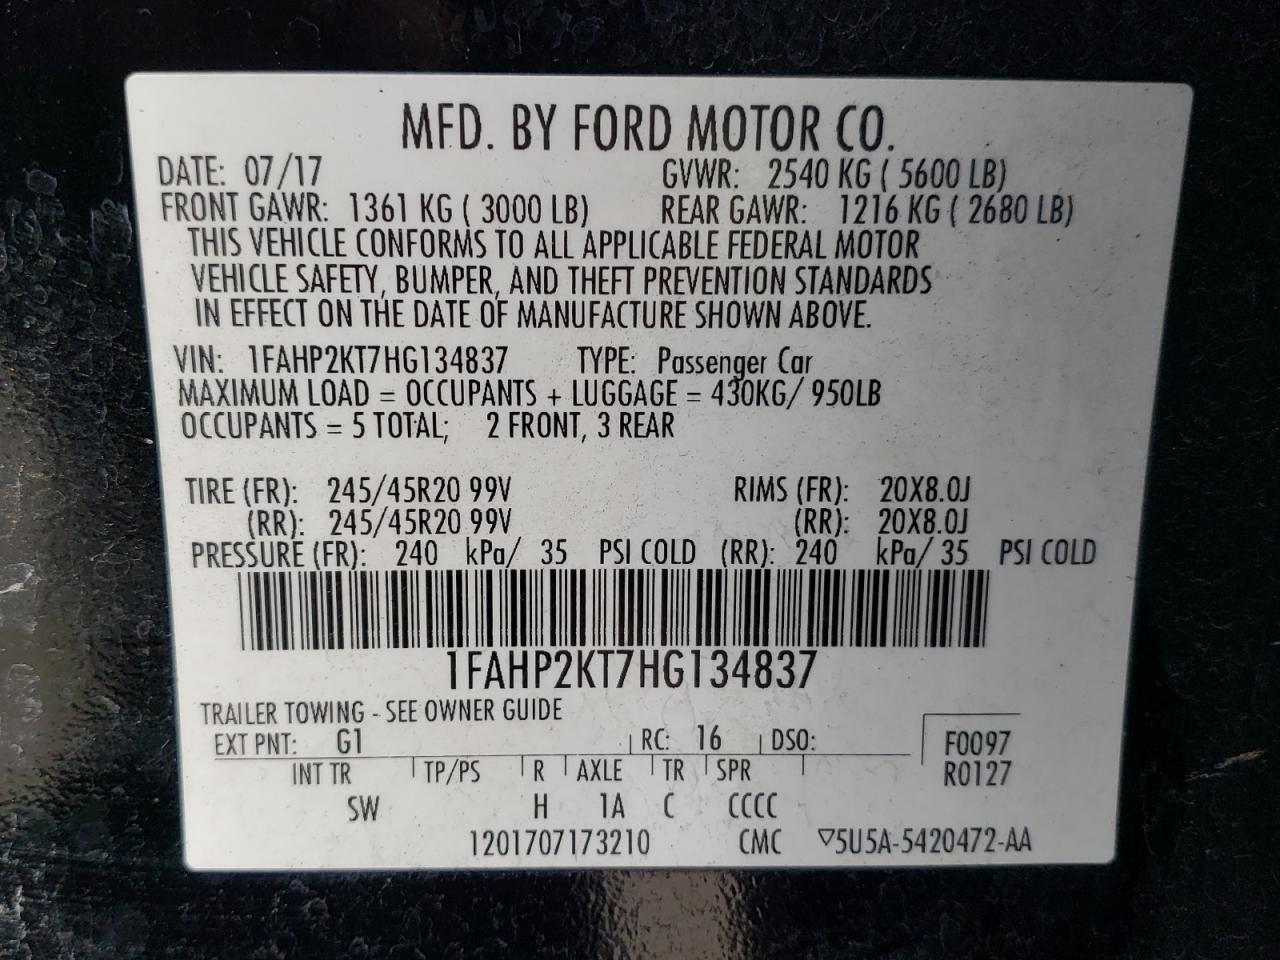 MFD. BY FORD MOTOR CO.
DATE: 07/17 GVWR: 2540 KG ( 5600 LB)
FRONT GAWR: 1361 KG ( 3000 LB) REAR GAWR: 1216 KG ( 2680 LB)
THIS VEHICLE CONFORMS TO ALL APPLICABLE FEDERAL MOTOR
VEHICLE SAFETY, BUMPER, AND THEFT PREVENTION STANDARDS
IN EFFECT ON THE DATE OF MANUFACTURE SHOWN ABOVE.
VIN: 1FAHP2KT7HG134837 TYPE: Passenger Car
MAXIMUM LOAD = OCCUPANTS + LUGGAGE = 430KG/ 950LB
OCCUPANTS = 5 TOTAL; 2 FRONT, 3 REAR
TIRE (FR): 245/45R20 99V RIMS (FR): 20X8.0J
(RR): 245/45R20 99V (RR): 20X8.0J
PRESSURE (FR): 240 kPa/ 35 PSI COLD (RR): 240 kPa/ 35 PSI COLD
1FAHP2KT7HG134837
TRAILER TOWING - SEE OWNER GUIDE
EXT PNT: G1 RC: 16 DSO: F0097
INT TR TP/PS R AXLE TR SPR R0127
SW H 1A C CCCC
1201707173210 CMC ▽5U5A-5420472-AA